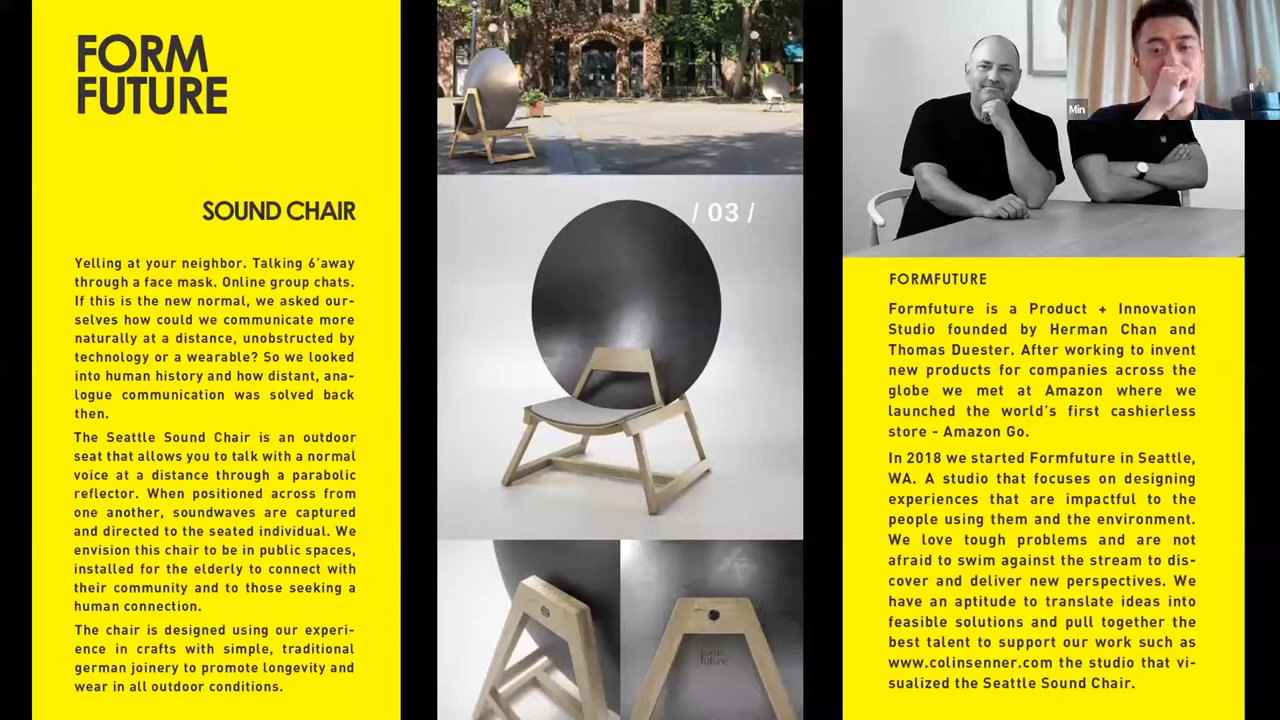 FORM
FUTURE
SOUND CHAIR
Yelling at your neighbor. Talking 6'away
through a face mask. Online group chats.
If this is the new normal, we asked our-
selves how could we communicate more
naturally at a distance, unobstructed by
technology or a wearable? So we looked
into human history and how distant, ana-
logue communication was solved back
then.
The Seattle Sound Chair is an outdoor
seat that allows you to talk with a normal
voice at a distance through a parabolic
reflector. When positioned across from
one another, soundwaves are captured
and directed to the seated individual. We
envision this chair to be in public spaces,
installed for the elderly to connect with
their community and to those seeking a
human connection.
The chair is designed using our experi-
ence in crafts with simple, traditional
german joinery to promote longevity and
wear in all outdoor conditions.
/ 03 /
form
future
Min
FORMFUTURE
Formfuture is a Product + Innovation
Studio founded by Herman Chan and
Thomas Duester. After working to invent
new products for companies across the
globe we met at Amazon where we
launched the world's first cashierless
store - Amazon Go.
In 2018 we started Formfuture in Seattle,
WA. A studio that focuses on designing
experiences that are impactful to the
people using them and the environment.
We love tough problems and are not
afraid to swim against the stream to dis-
cover and deliver new perspectives. We
have an aptitude to translate ideas into
feasible solutions and pull together the
best talent to support our work such as
www.colinsenner.com the studio that vi-
sualized the Seattle Sound Chair.